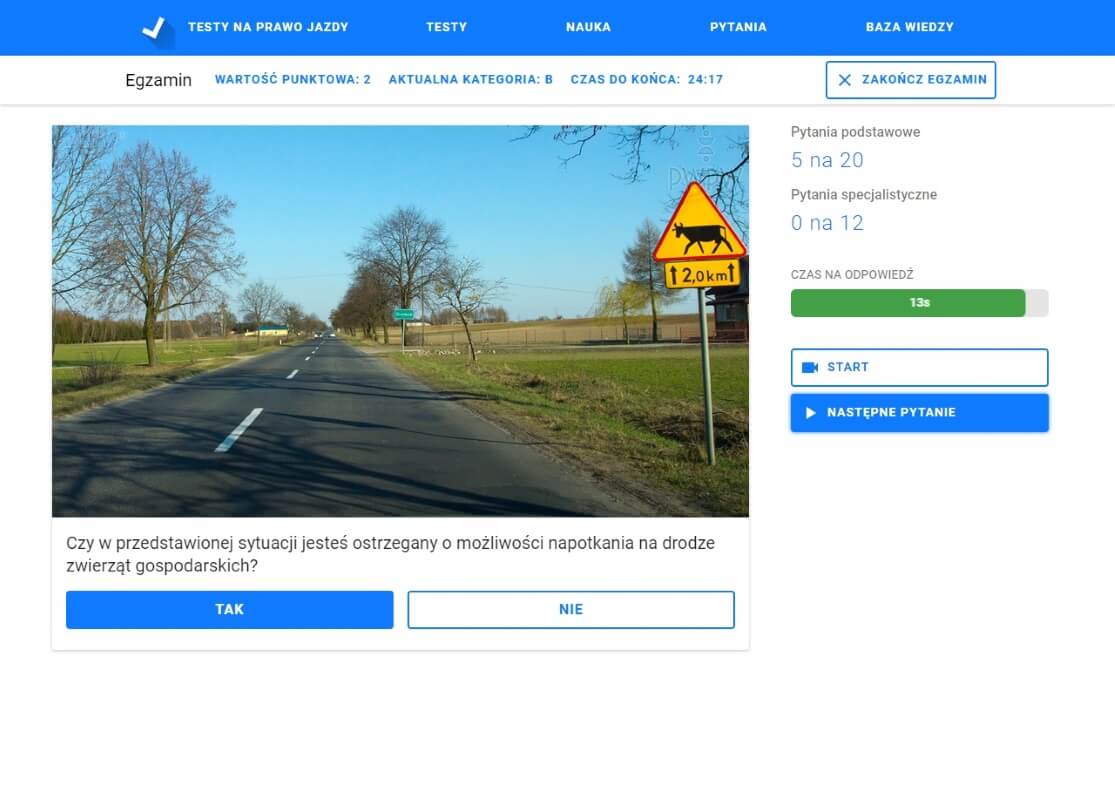 TESTY NA PRAWO JAZDY
TESTY
NAUKA
PYTANIA
BAZA WIEDZY
Egzamin
WARTOŚĆ PUNKTOWA: 2
AKTUALNA KATEGORIA: B
CZAS DO KOŃCA: 24:17
ZAKOŃCZ EGZAMIN
2,0km
Czy w przedstawionej sytuacji jesteś ostrzegany o możliwości napotkania na drodze
zwierząt gospodarskich?
TAK
NIE
Pytania podstawowe
5 na 20
Pytania specjalistyczne
0 na 12
CZAS NA ODPOWIEDŹ
13s
START
NASTĘPNE PYTANIE